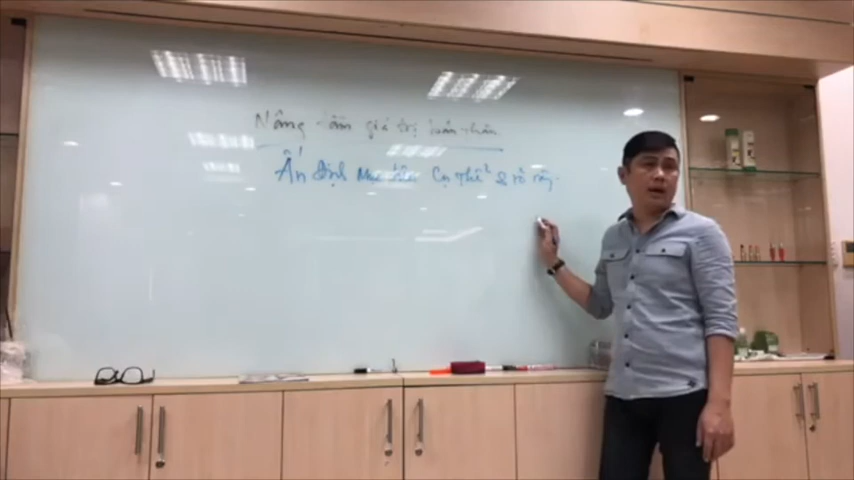 Nâng tầm giá trị bản thân
Ấn định mục tiêu cụ thể & rõ ràng.